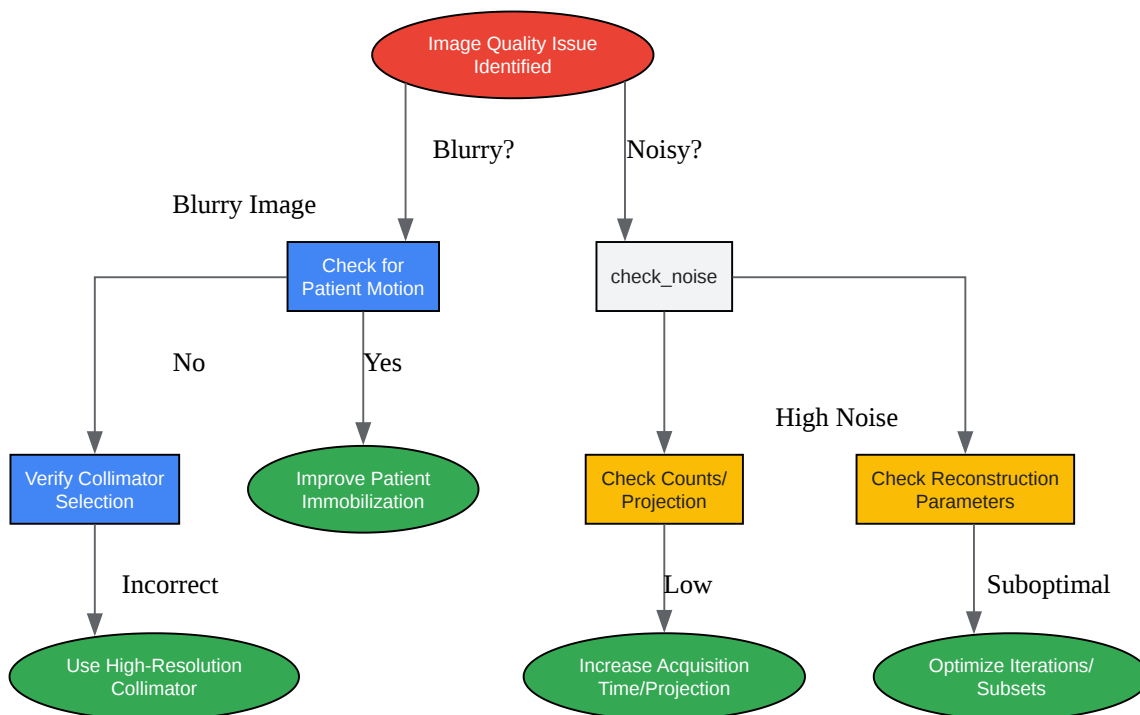 Image Quality Issue
Identified
Blurry?
Noisy?
Blurry Image
Check for
Patient Motion
check_noise
No
Yes
High Noise
Verify Collimator
Selection
Improve Patient
Immobilization
Check Counts/
Projection
Check Reconstruction
Parameters
Incorrect
Low
Suboptimal
Use High-Resolution
Collimator
Increase Acquisition
Time/Projection
Optimize Iterations/
Subsets